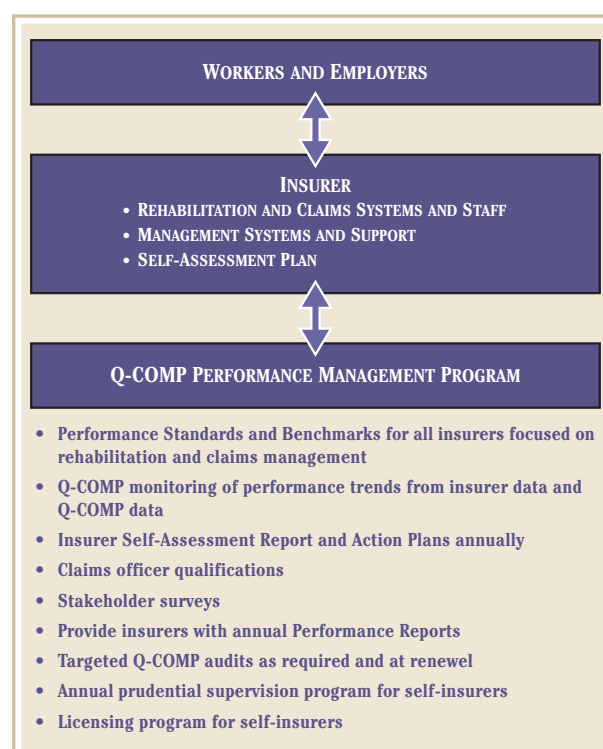 WORKERS AND EMPLOYERS
INSURER
• REHABILITATION AND CLAIMS SYSTEMS AND STAFF
• MANAGEMENT SYSTEMS AND SUPPORT
• SELF-ASSESSMENT PLAN
Q-COMP PERFORMANCE MANAGEMENT PROGRAM
• Performance Standards and Benchmarks for all insurers focused on
rehabilitation and claims management
• Q-COMP monitoring of performance trends from insurer data and
Q-COMP data
• Insurer Self-Assessment Report and Action Plans annually
• Claims officer qualifications
• Stakeholder surveys
• Provide insurers with annual Performance Reports
• Targeted Q-COMP audits as required and at renewel
• Annual prudential supervision program for self-insurers
• Licensing program for self-insurers